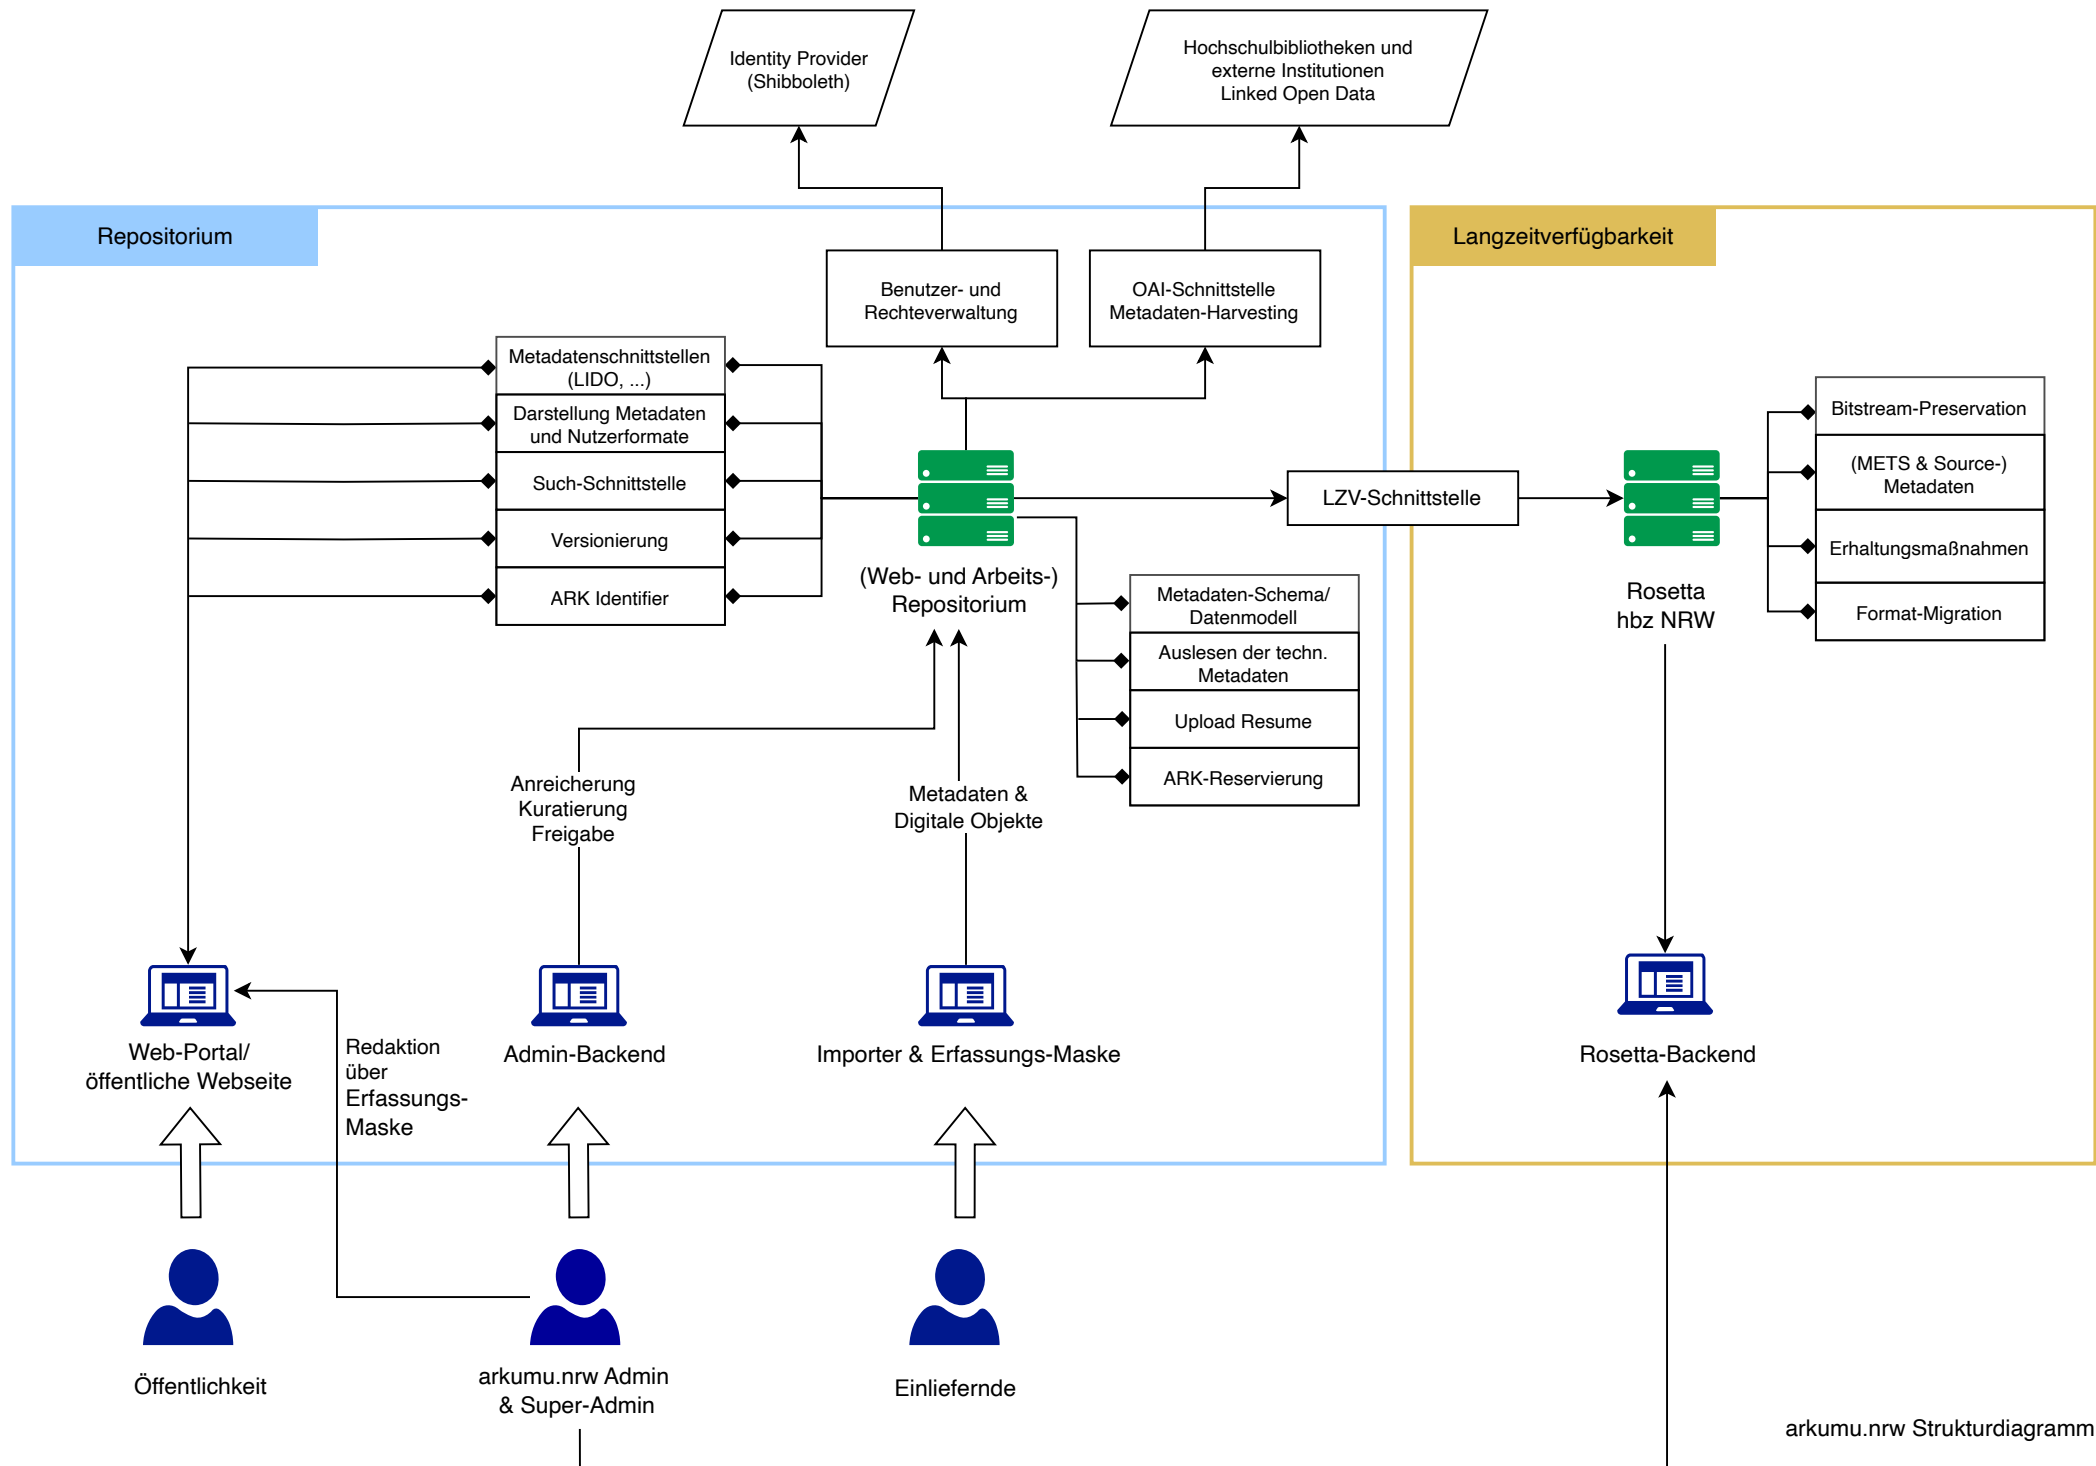 Identity Provider
(Shibboleth)
Hochschulbibliotheken und
externe Institutionen
Linked Open Data
Repositorium
Langzeitverfügbarkeit
Benutzer- und
Rechteverwaltung
OAI-Schnittstelle
Metadaten-Harvesting
Metadatenschnittstellen
(LIDO, ...)
Darstellung Metadaten
und Nutzerformate
Such-Schnittstelle
Versionierung
ARK Identifier
(Web- und Arbeits-)
Repositorium
LZV-Schnittstelle
Metadaten-Schema/
Datenmodell
Auslesen der techn.
Metadaten
Upload Resume
ARK-Reservierung
Rosetta
hbz NRW
Bitstream-Preservation
(METS & Source-)
Metadaten
Erhaltungsmaßnahmen
Format-Migration
Anreicherung
Kuratierung
Freigabe
Metadaten &
Digitale Objekte
Web-Portal/
öffentliche Webseite
Redaktion
über
Erfassungs-
Maske
Admin-Backend
Importer & Erfassungs-Maske
Rosetta-Backend
Öffentlichkeit
arkumu.nrw Admin
& Super-Admin
Einliefernde
arkumu.nrw Strukturdiagramm